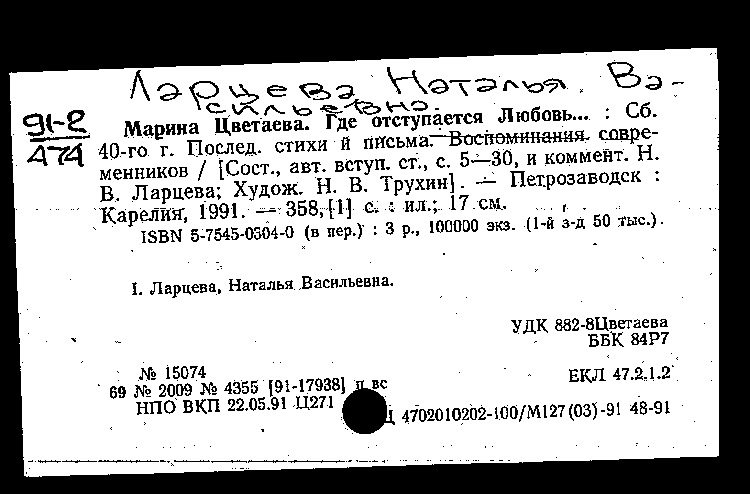 Ларцева Наталья Ва-
сильевна.
91-2
474
Марина Цветаева. Где отступается Любовь... : Сб.
40-го г. Послед. стихи и письма. Воспоминания. совре-
менников / [Сост., авт. вступ. ст., с. 5—30, и коммент. Н.
В. Ларцева; Худож. Н. В. Трухин]. — Петрозаводск :
Карелия, 1991. — 358,[1] с. : ил.; 17 см.
ISBN 5-7545-0304-0 (в пер.) : 3 р., 100000 экз. (1-й з-д 50 тыс.).
I. Ларцева, Наталья Васильевна.
УДК 882-8Цветаева
ББК 84Р7
№ 15074
69 № 2009 № 4355 [91-17938] п вс
ЕКЛ 47.2.1.2
НПО ВКП 22.05.91 Ц271
Ц 4702010202-100/М127(03)-91 48-91